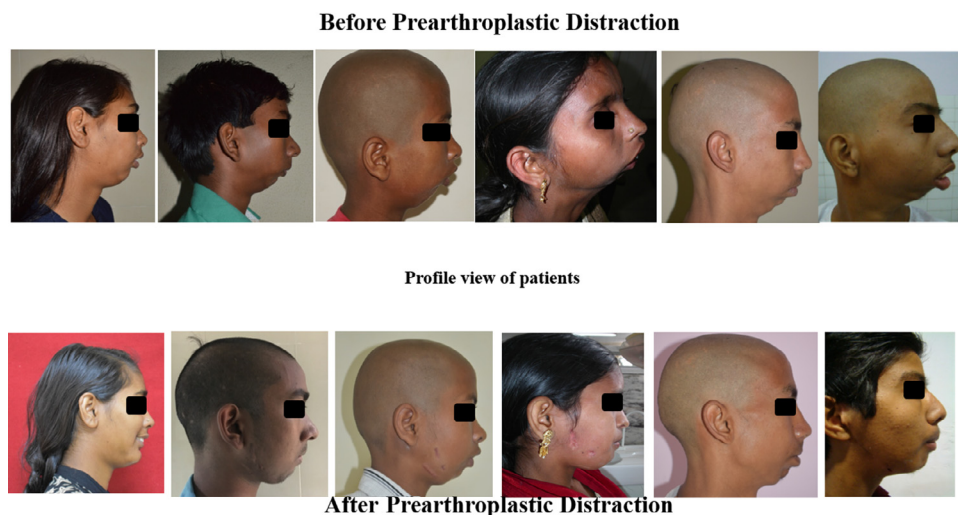 Before Prearthroplastic Distraction
Profile view of patients
After Prearthroplastic Distraction